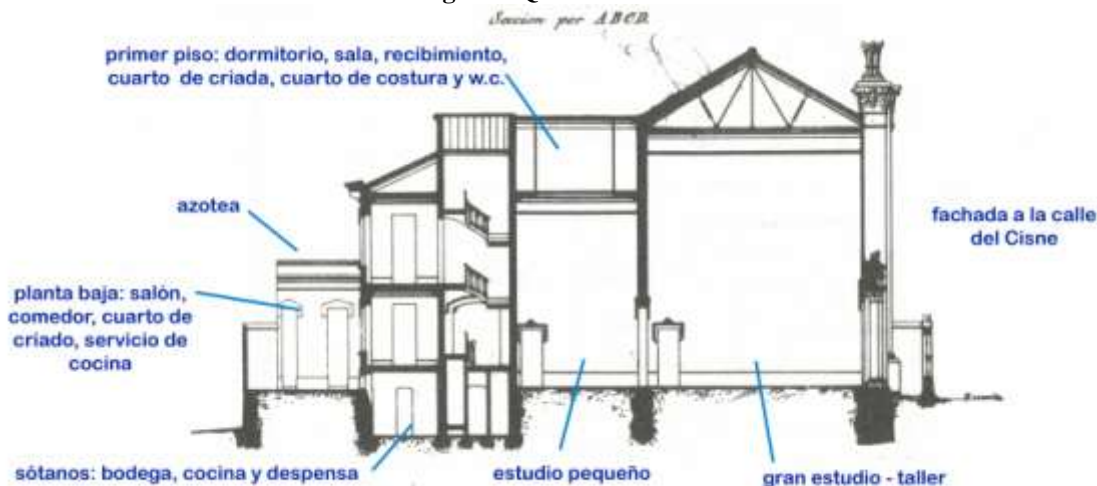 Seccion por A B C D.
primer piso: dormitorio, sala, recibimiento,
cuarto de criada, cuarto de costura y w.c.
azotea
fachada a la calle
del Cisne
planta baja: salón,
comedor, cuarto de
criado, servicio de
cocina
sótanos: bodega, cocina y despensa
estudio pequeño
gran estudio - taller